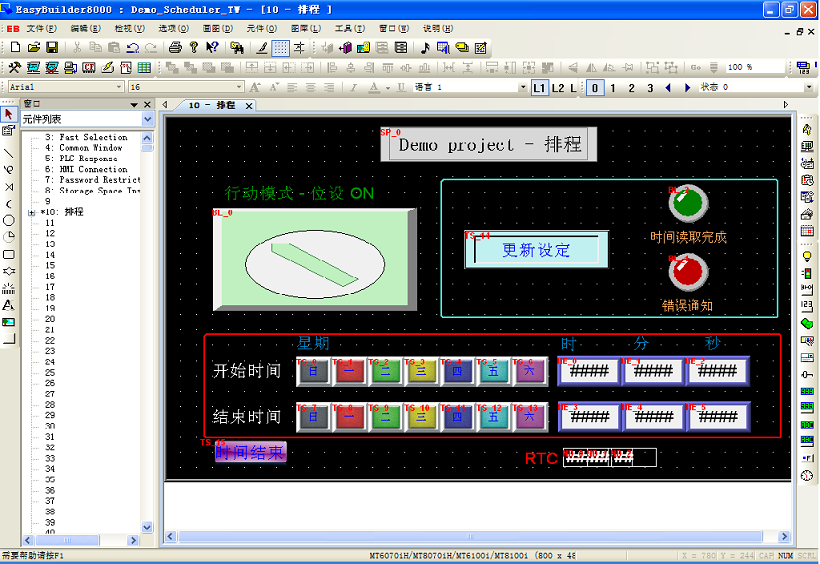 EasyBuilder8000 : Demo_Scheduler_TW - [10 - 排程 ]
EB 文件(F) 编辑(E) 检视(V) 选项(O) 画图(D) 元件(O) 图库(L) 工具(T) 窗口(W) 说明(H)
100 %
Arial 16 语言 1 L1 L2 L 0 1 2 3 状态 0
窗口
10 - 排程
元件列表
3: Fast Selection
4: Common Window
5: PLC Response
6: HMI Connection
7: Password Restrict
8: Storage Space Ins
9
*10: 排程
11
12
13
14
15
16
17
18
19
20
21
22
23
24
25
26
27
28
29
30
31
32
33
34
35
36
37
38
39
40
SP_0
Demo project - 排程
行动模式 - 位设 ON
BL_0
TS_44
更新设定
时间读取完成
错误通知
星期 时 分 秒
开始时间
TS_0 TS_1 TS_2 TS_3 TS_4 TS_5 TS_6 NE_0 NE_1 NE_2
日 一 二 三 四 五 六 #### #### ####
结束时间
TS_7 TS_8 TS_9 TS_10 TS_11 TS_12 TS_13 NE_3 NE_4 NE_5
日 一 二 三 四 五 六 #### #### ####
时间结束
RTC ## ## ##
需要帮助请按F1 MT6070iH/MT8070iH/MT6100i/MT8100i (800 x 48 X = 780 Y = 244 CAP NUM SCRL